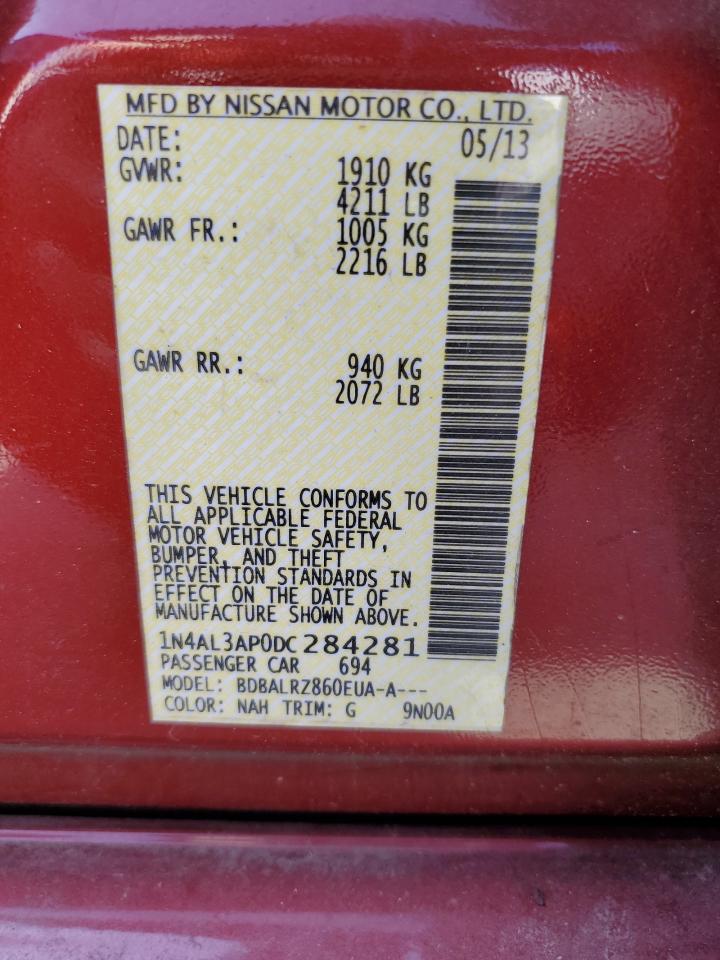 MFD BY NISSAN MOTOR CO., LTD.
DATE: 05/13
GVWR: 1910 KG
4211 LB
GAWR FR.: 1005 KG
2216 LB
GAWR RR.: 940 KG
2072 LB
THIS VEHICLE CONFORMS TO
ALL APPLICABLE FEDERAL
MOTOR VEHICLE SAFETY,
BUMPER, AND THEFT
PREVENTION STANDARDS IN
EFFECT ON THE DATE OF
MANUFACTURE SHOWN ABOVE.
1N4AL3AP0DC284281
PASSENGER CAR 694
MODEL: BDBALRZ860EUA-A---
COLOR: NAH TRIM: G 9N00A